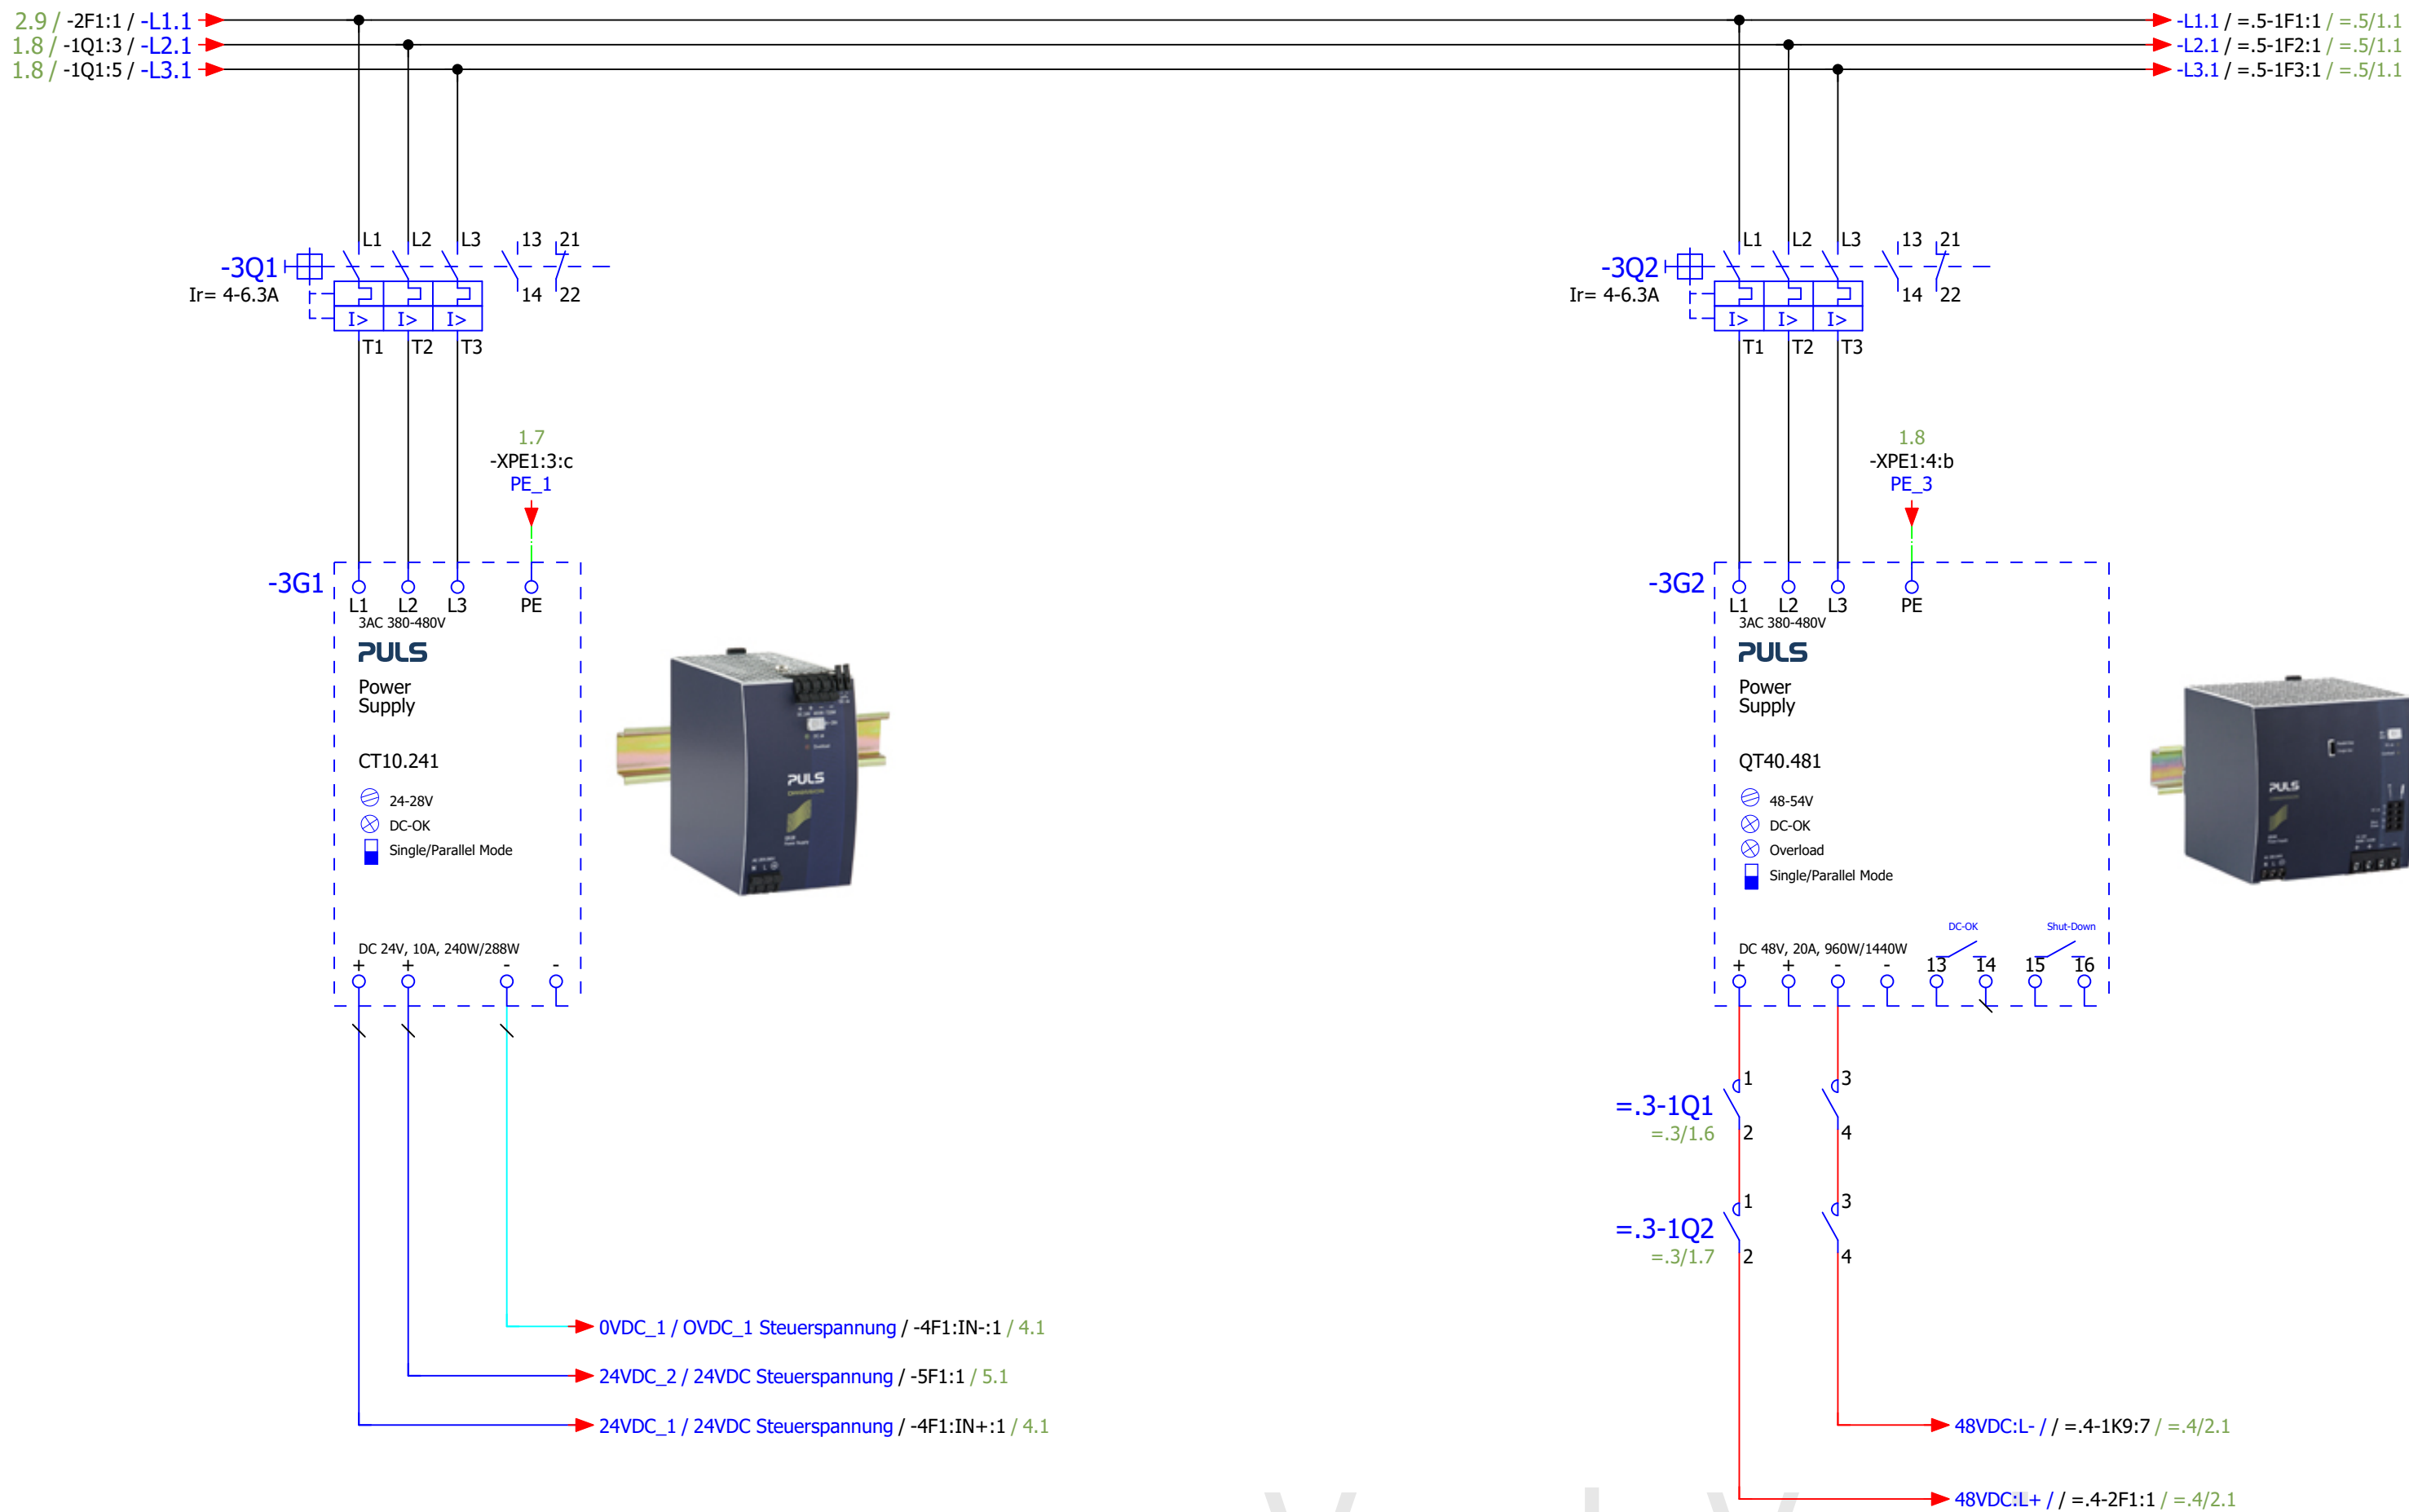 2.9 / -2F1:1 / -L1.1
1.8 / -1Q1:3 / -L2.1
1.8 / -1Q1:5 / -L3.1
-L1.1 / =.5-1F1:1 / =.5/1.1
-L2.1 / =.5-1F2:1 / =.5/1.1
-L3.1 / =.5-1F3:1 / =.5/1.1
L1 L2 L3 13 21
-3Q1
Ir= 4-6.3A
14 22
I> I> I>
T1 T2 T3
1.7
-XPE1:3:c
PE_1
-3G1
L1 L2 L3 PE
3AC 380-480V
PULS
Power
Supply
CT10.241
24-28V
DC-OK
Single/Parallel Mode
DC 24V, 10A, 240W/288W
+ + - -
PULS
0VDC_1 / OVDC_1 Steuerspannung / -4F1:IN-:1 / 4.1
24VDC_2 / 24VDC Steuerspannung / -5F1:1 / 5.1
24VDC_1 / 24VDC Steuerspannung / -4F1:IN+:1 / 4.1
L1 L2 L3 13 21
-3Q2
Ir= 4-6.3A
14 22
I> I> I>
T1 T2 T3
1.8
-XPE1:4:b
PE_3
-3G2
L1 L2 L3 PE
3AC 380-480V
PULS
Power
Supply
QT40.481
48-54V
DC-OK
Overload
Single/Parallel Mode
DC-OK Shut-Down
DC 48V, 20A, 960W/1440W
+ + - - 13 14 15 16
PULS
1 3
=.3-1Q1
=.3/1.6
2 4
1 3
=.3-1Q2
=.3/1.7
2 4
48VDC:L- / / =.4-1K9:7 / =.4/2.1
48VDC:L+ / / =.4-2F1:1 / =.4/2.1